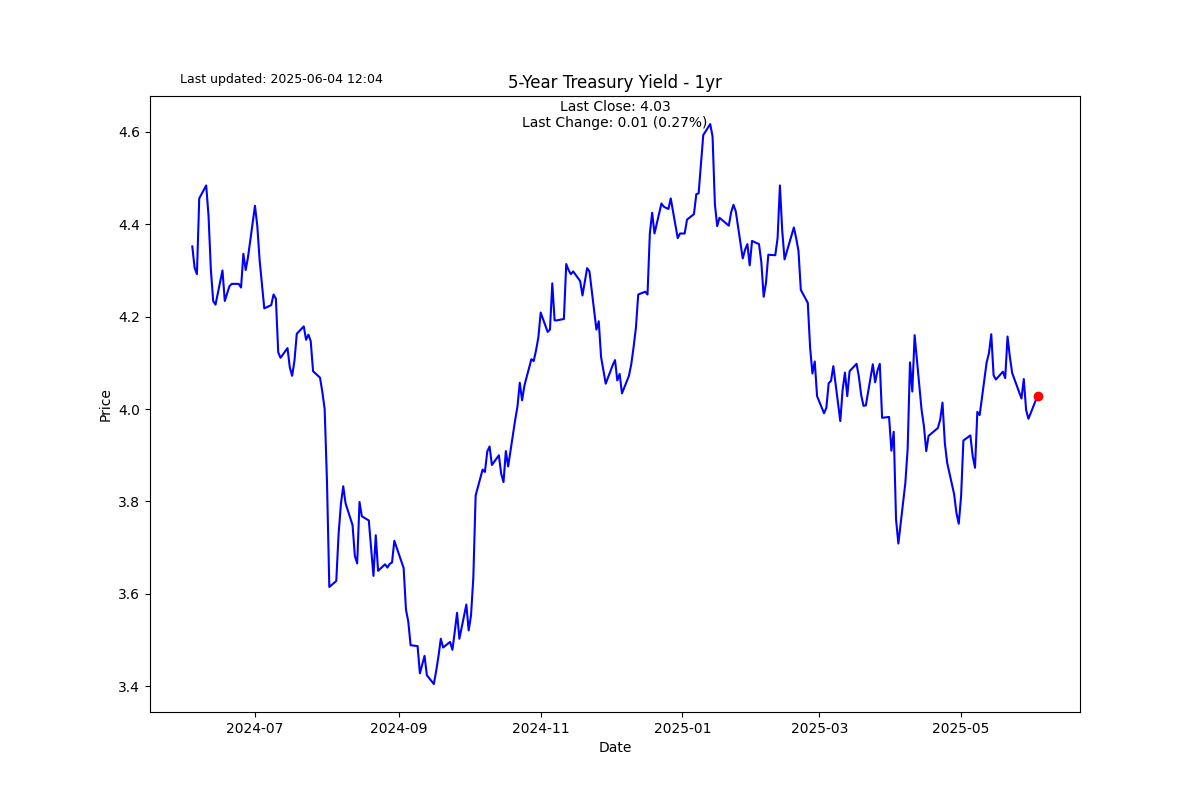 Last updated: 2025-06-04 12:04
5-Year Treasury Yield - 1yr
Last Close: 4.03
Last Change: 0.01 (0.27%)
4.6
4.4
4.2
4.0
3.8
3.6
3.4
Price
2024-07
2024-09
2024-11
2025-01
2025-03
2025-05
Date